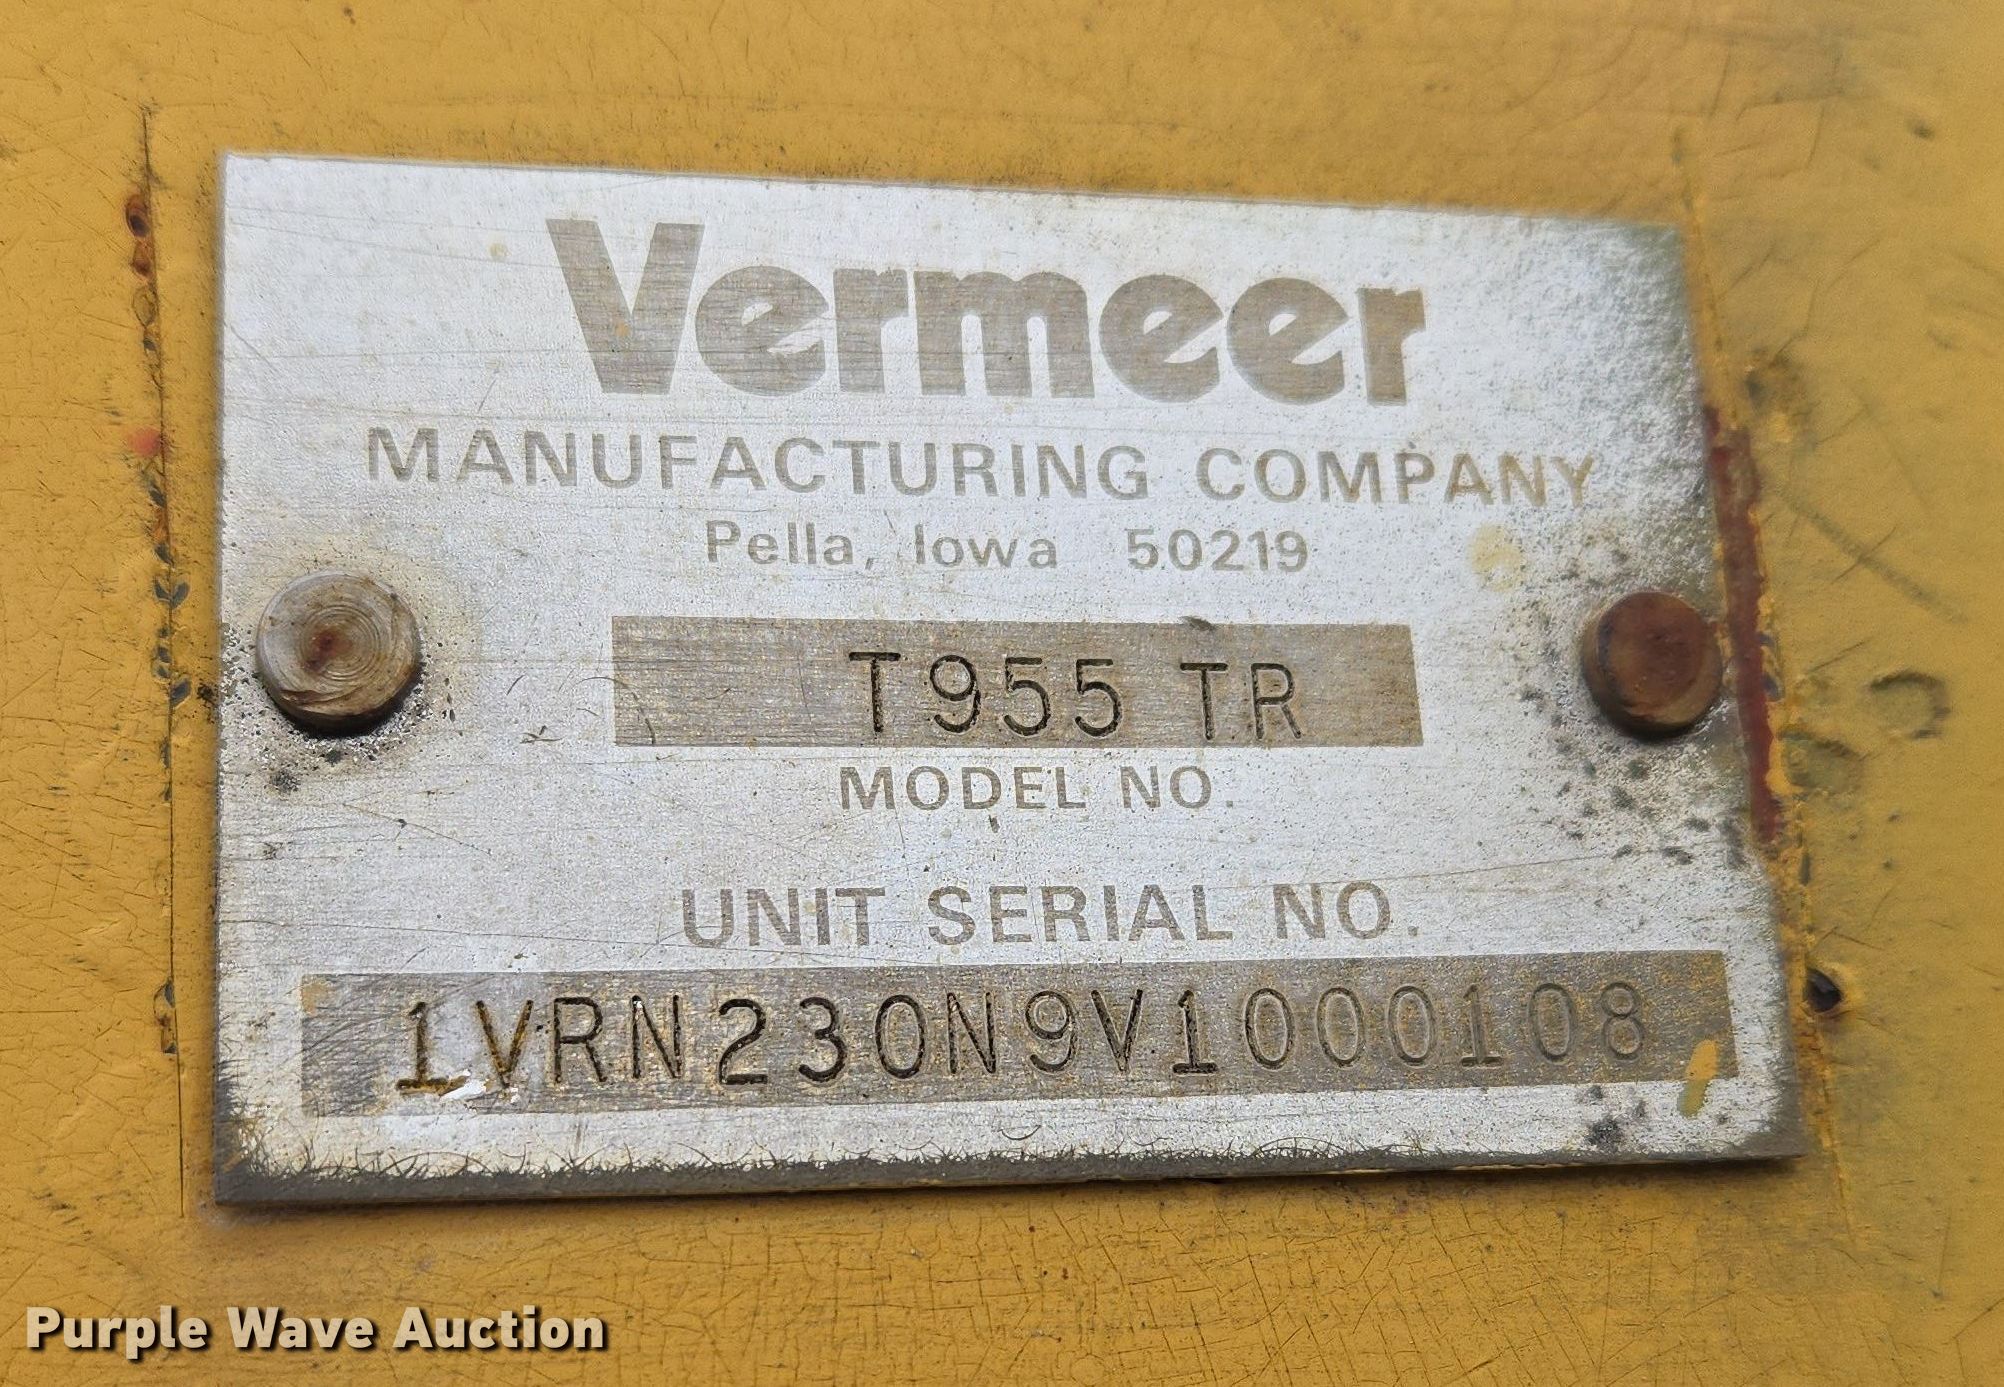 Vermeer
MANUFACTURING COMPANY
Pella, Iowa 50219
T955 TR
MODEL NO.
UNIT SERIAL NO.
1VRN230N9V1000108
Purple Wave Auction